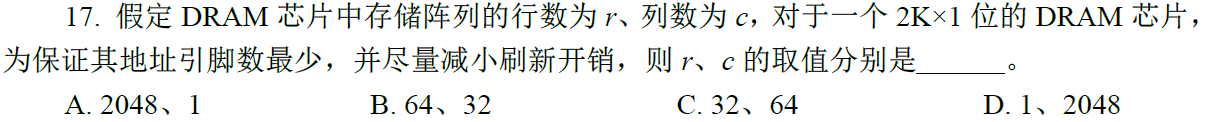 17. 假定 DRAM 芯片中存储阵列的行数为 r、列数为 c，对于一个 2K×1 位的 DRAM 芯片，
为保证其地址引脚数最少，并尽量减小刷新开销，则 r、c 的取值分别是______。
A. 2048、1 B. 64、32 C. 32、64 D. 1、2048